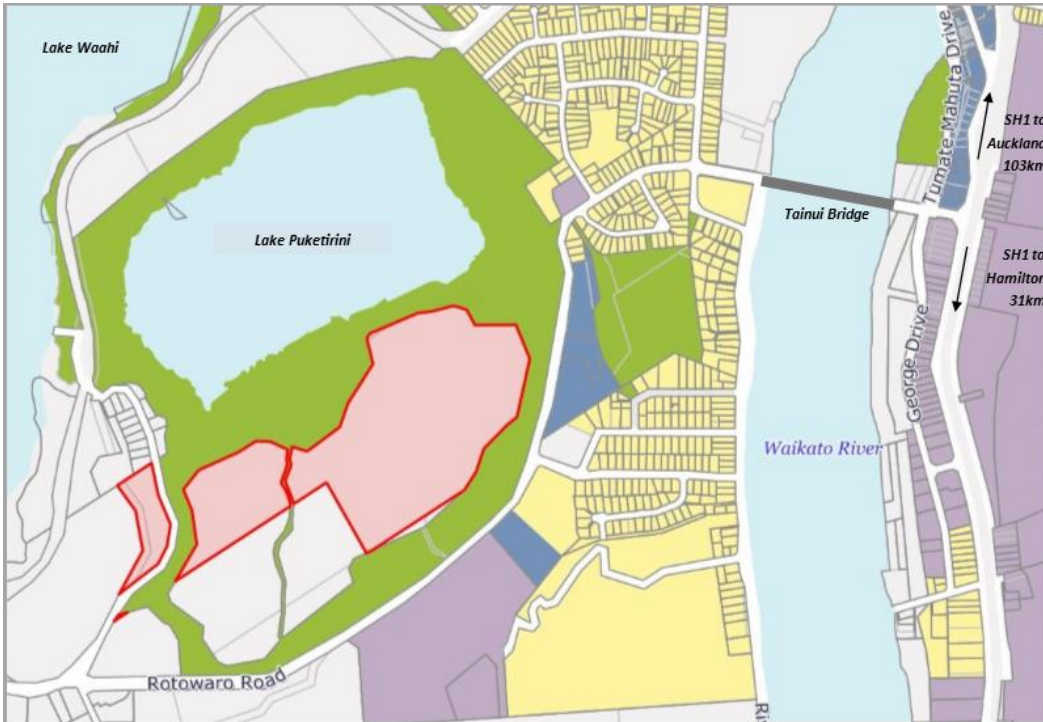 Lake Waahi
Tumate Mahuta Drive
SH1 to
Auckland
103km
Lake Puketirini
Tainui Bridge
SH1 to
Hamilton
31km
George Drive
Waikato River
Rotowaro Road